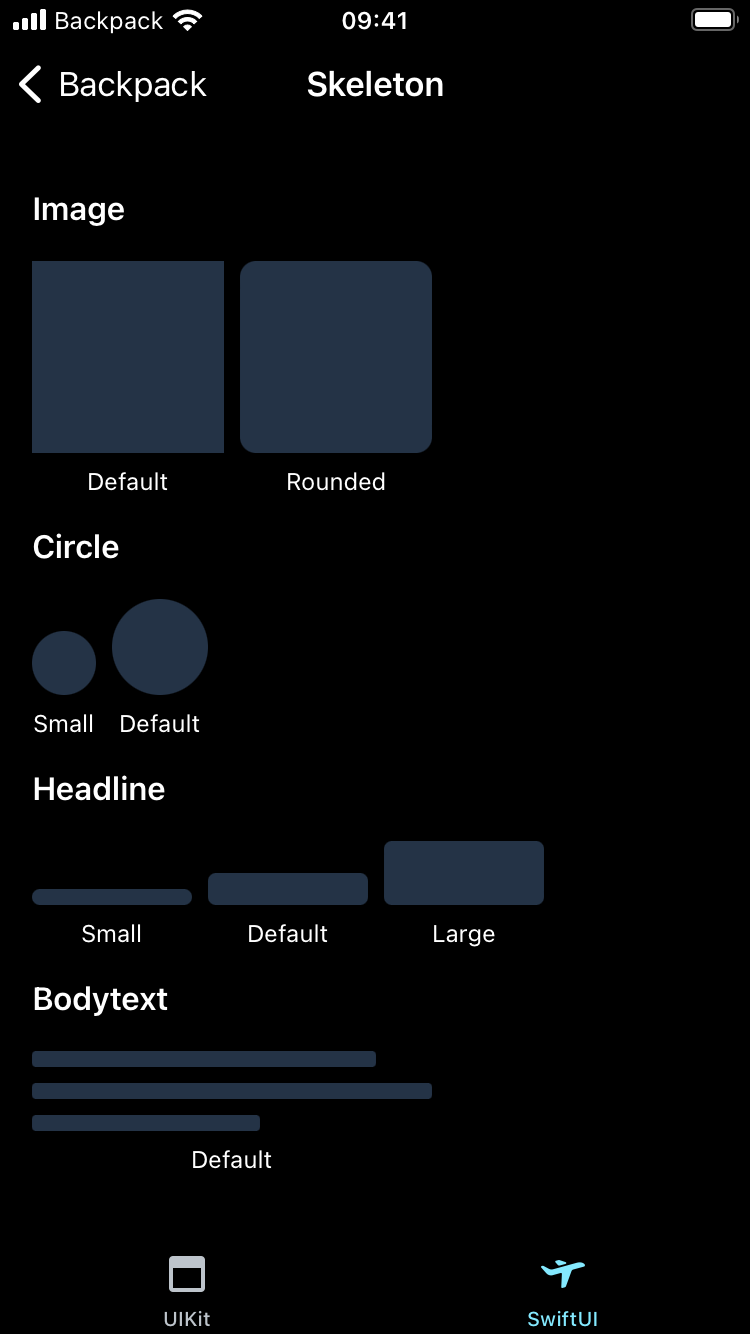 Backpack 09:41
Backpack Skeleton
Image
Default Rounded
Circle
Small Default
Headline
Small Default Large
Bodytext
Default
UIKit SwiftUI